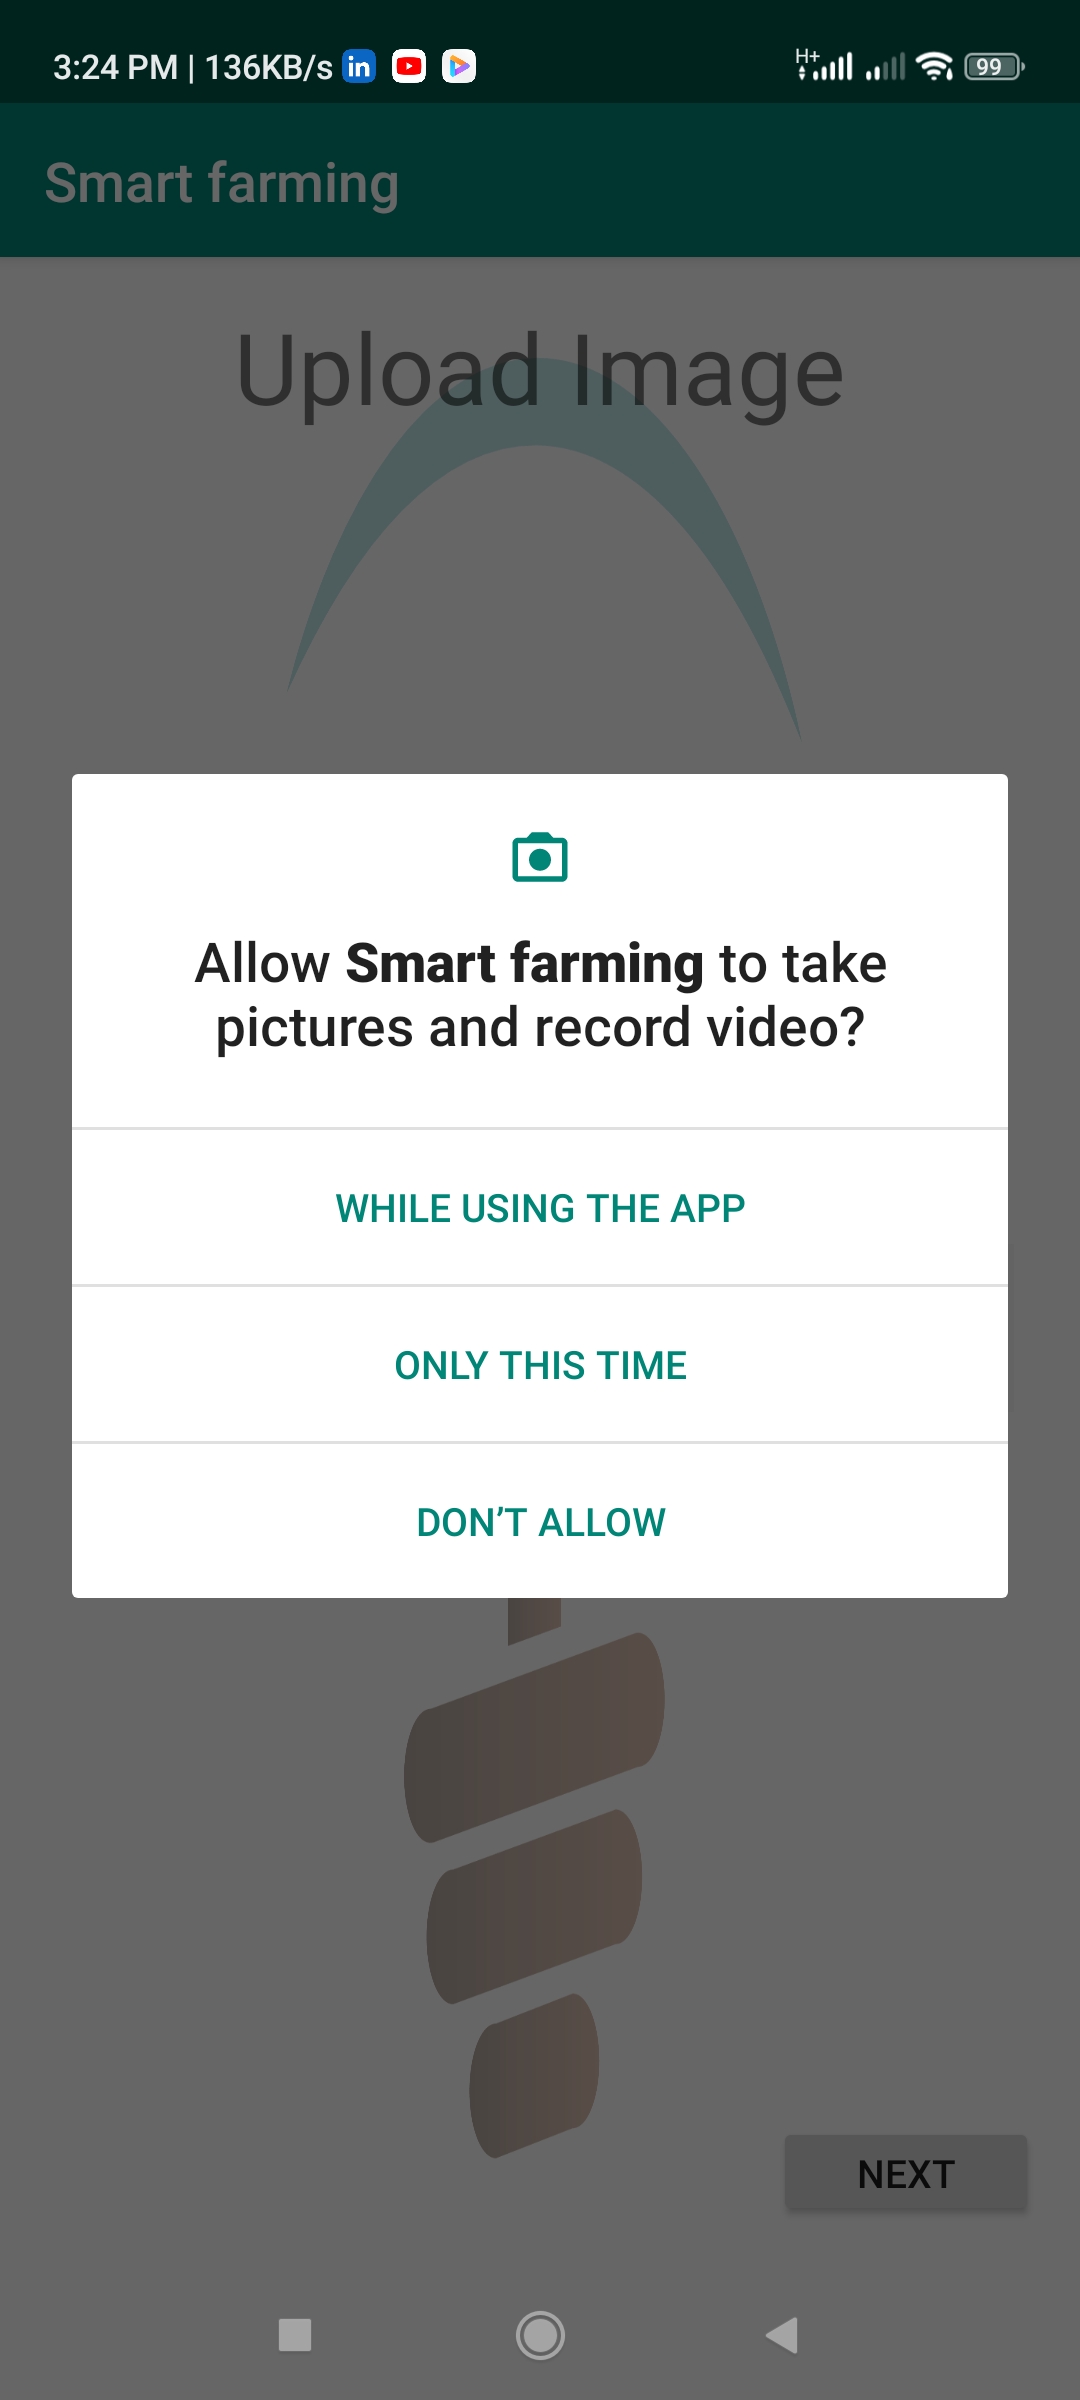 3:24 PM | 136KB/s in H+ 99
Smart farming
Upload Image
Allow Smart farming to take
pictures and record video?
WHILE USING THE APP
ONLY THIS TIME
DON’T ALLOW
NEXT